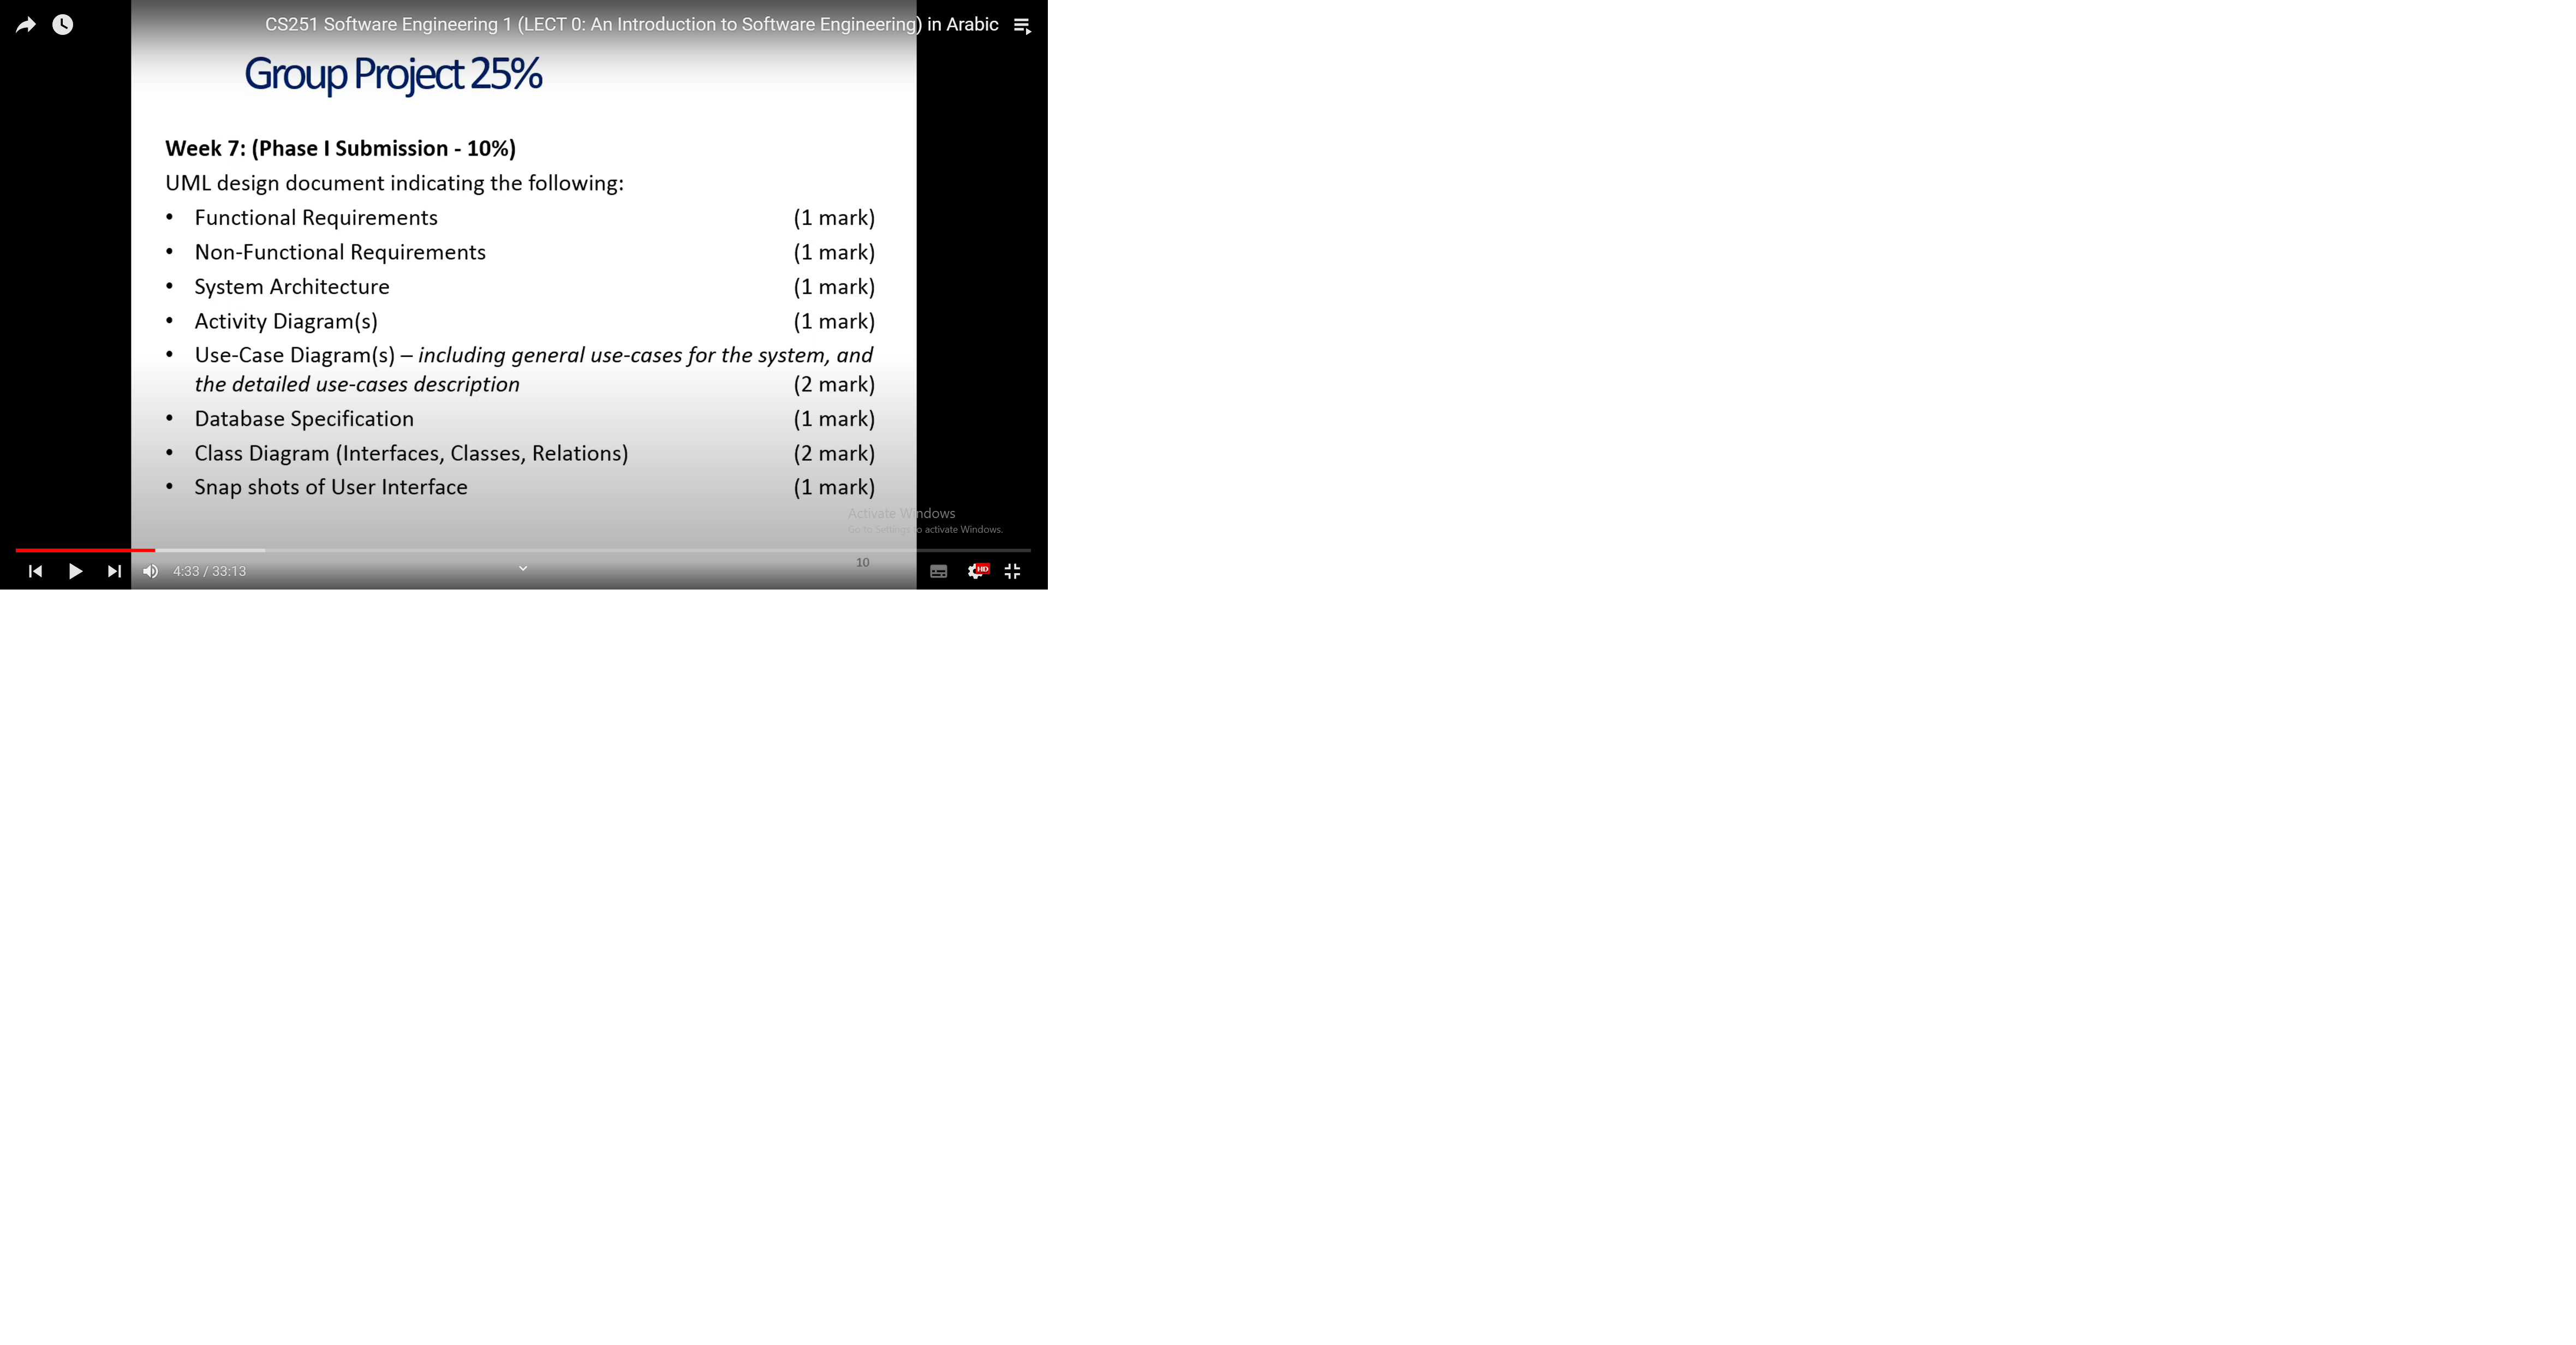 CS251 Software Engineering 1 (LECT 0: An Introduction to Software Engineering) in Arabic
Group Project 25%
Week 7: (Phase I Submission - 10%)
UML design document indicating the following:
• Functional Requirements (1 mark)
• Non-Functional Requirements (1 mark)
• System Architecture (1 mark)
• Activity Diagram(s) (1 mark)
• Use-Case Diagram(s) – including general use-cases for the system, and
the detailed use-cases description (2 mark)
• Database Specification (1 mark)
• Class Diagram (Interfaces, Classes, Relations) (2 mark)
• Snap shots of User Interface (1 mark)
Activate Windows
Go to Settings to activate Windows.
10
4:33 / 33:13
HD